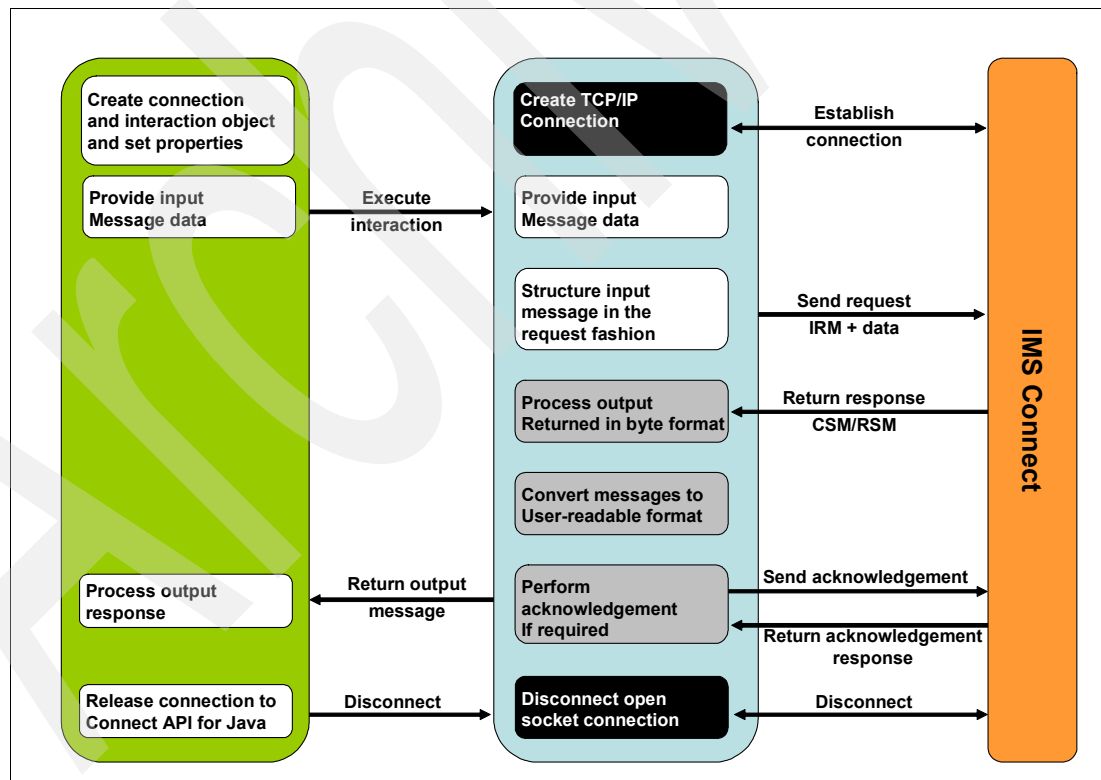 Create connection
and interaction object
and set properties
Create TCP/IP
Connection
Establish
connection
Provide input
Message data
Execute
interaction
Provide input
Message data
Structure input
message in the
request fashion
Send request
IRM + data
Process output
Returned in byte format
Return response
CSM/RSM
Convert messages to
User-readable format
Process output
response
Return output
message
Perform
acknowledgement
If required
Send acknowledgement
Return acknowledgement
response
Release connection to
Connect API for Java
Disconnect
Disconnect open
socket connection
Disconnect
IMS Connect